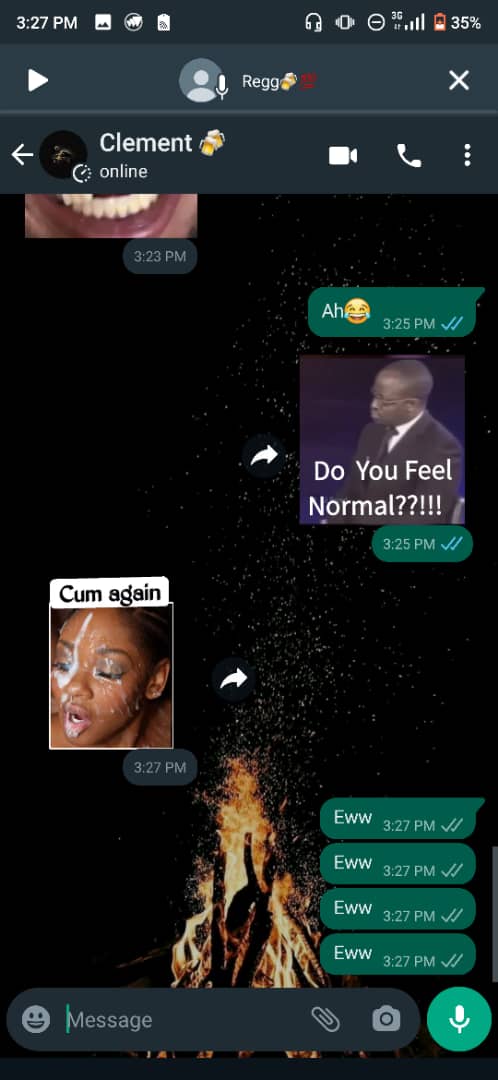 3:27 PM
3G
35%
Regg🍻💯
Clement 🍻
online
3:23 PM
Ah😂
3:25 PM
Do You Feel
Normal??!!!
3:25 PM
Cum again
3:27 PM
Eww
3:27 PM
Eww
3:27 PM
Eww
3:27 PM
Eww
3:27 PM
Message